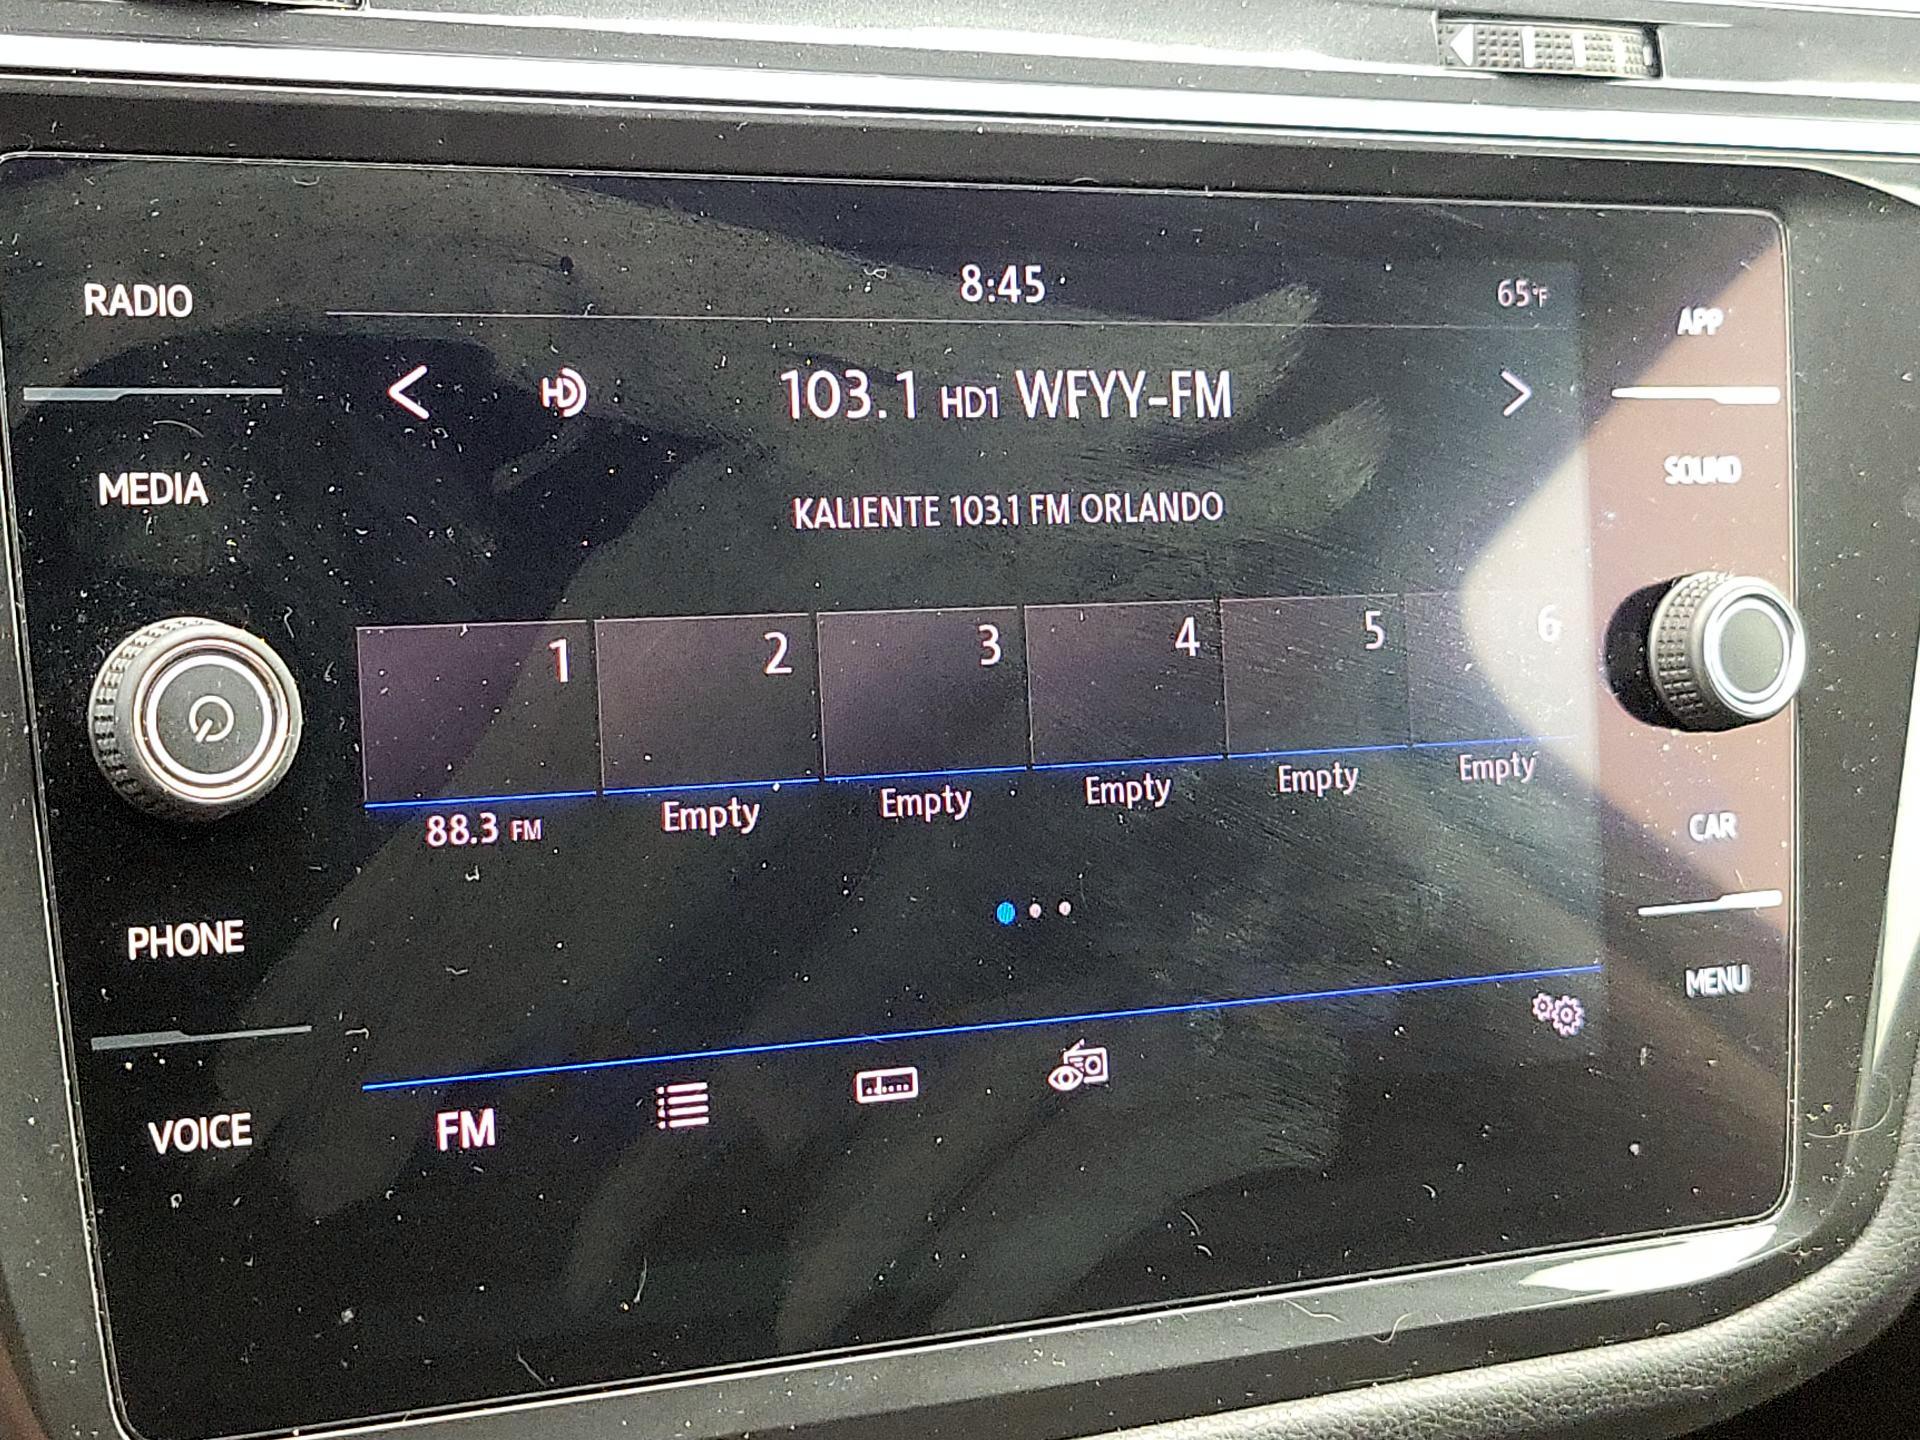 8:45
65°F
RADIO
APP
HD
103.1 HD1 WFYY-FM
SOUND
MEDIA
KALIENTE 103.1 FM ORLANDO
1 2 3 4 5 6
88.3 FM Empty Empty Empty Empty Empty
CAR
PHONE
MENU
VOICE
FM